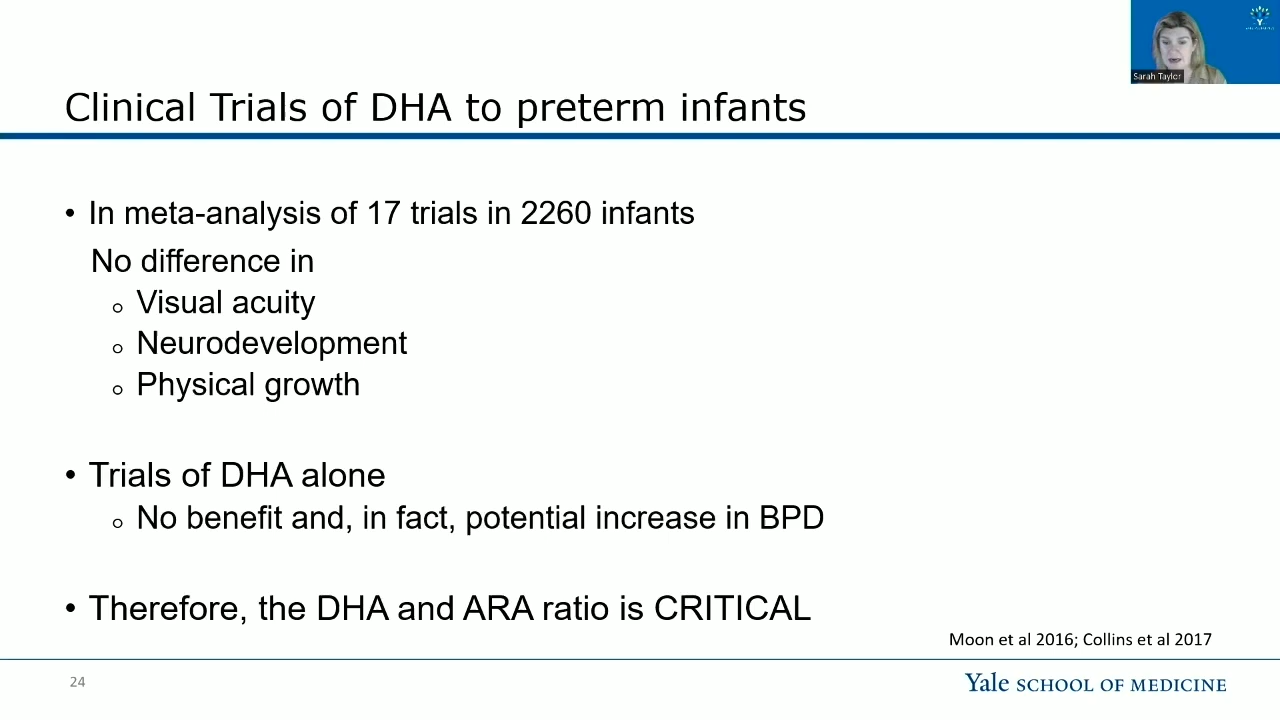 Sarah Taylor
Clinical Trials of DHA to preterm infants
• In meta-analysis of 17 trials in 2260 infants
No difference in
○ Visual acuity
○ Neurodevelopment
○ Physical growth
• Trials of DHA alone
○ No benefit and, in fact, potential increase in BPD
• Therefore, the DHA and ARA ratio is CRITICAL
Moon et al 2016; Collins et al 2017
24
Yale SCHOOL OF MEDICINE